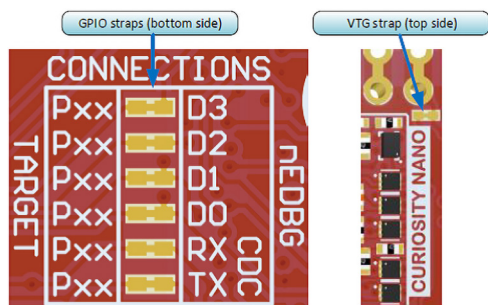 GPIO straps (bottom side)
VTG strap (top side)
CONNECTIONS
TARGET
Pxx D3
Pxx D2
Pxx D1
Pxx D0
Pxx RX
Pxx TX
CDC
nEDBG
CURIOSITY NANO